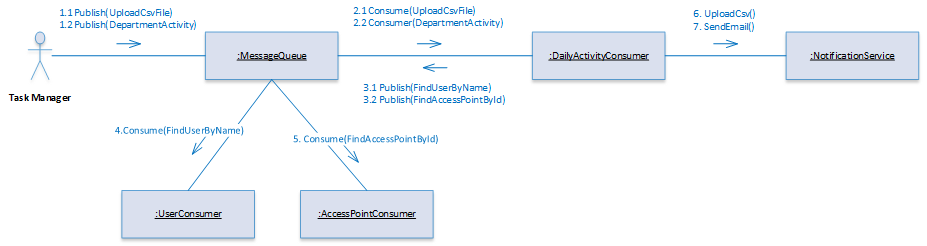 1.1 Publish(UploadCsvFile)
1.2 Publish(DepartmentActivity)
2.1 Consume(UploadCsvFile)
2.2 Consumer(DepartmentActivity)
6. UploadCsv()
7. SendEmail()
:MessageQueue
:DailyActivityConsumer
:NotificationService
Task Manager
3.1 Publish(FindUserByName)
3.2 Publish(FindAccessPointById)
4.Consume(FindUserByName)
5. Consume(FindAccessPointById)
:UserConsumer
:AccessPointConsumer